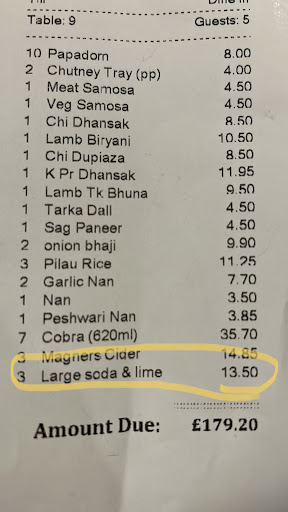 Table: 9 Guests: 5
10 Papadorn 8.00
2 Chutney Tray (pp) 4.00
1 Meat Samosa 4.50
1 Veg Samosa 4.50
1 Chi Dhansak 8.50
1 Lamb Biryani 10.50
1 Chi Dupiaza 8.50
1 K Pr Dhansak 11.95
1 Lamb Tk Bhuna 9.50
1 Tarka Dall 4.50
1 Sag Paneer 4.50
2 onion bhaji 9.90
3 Pilau Rice 11.25
2 Garlic Nan 7.70
1 Nan 3.50
1 Peshwari Nan 3.85
7 Cobra (620ml) 35.70
3 Magners Cider 14.85
3 Large soda & lime 13.50
Amount Due: £179.20